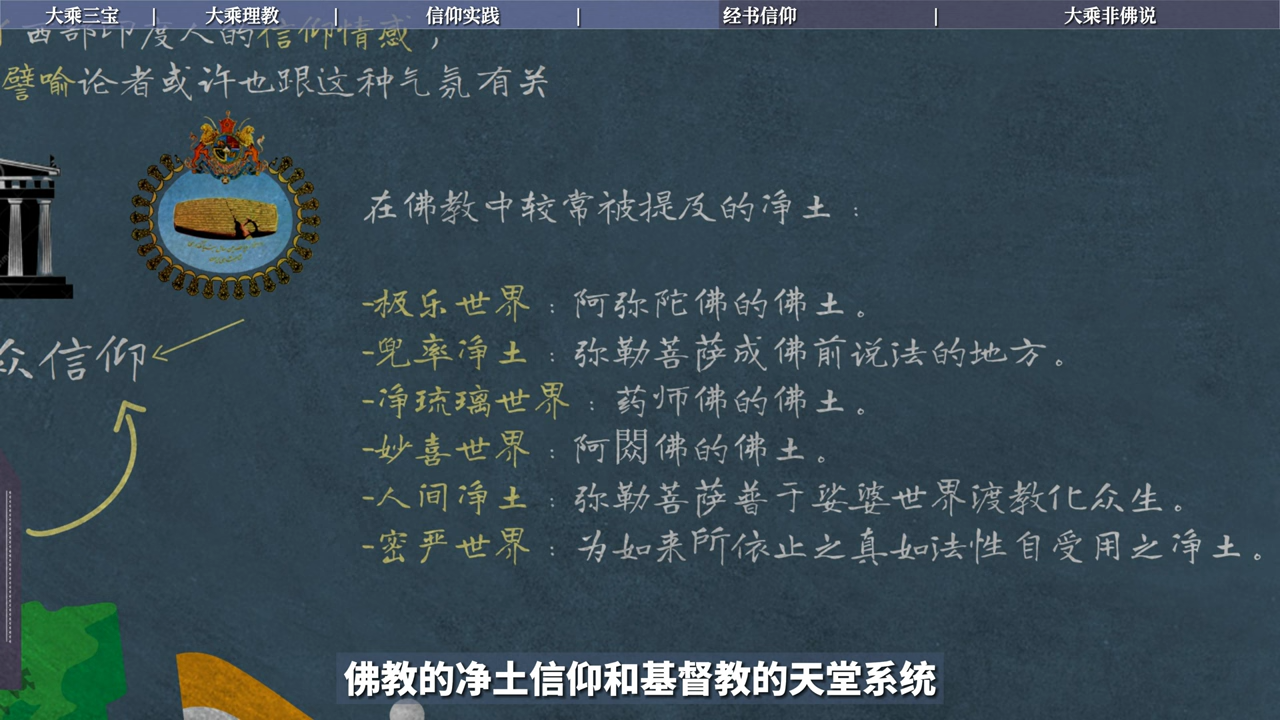 大乘三宝 | 大乘理教 | 信仰实践 | 经书信仰 | 大乘非佛说
西部印度人的信仰情感，
譬喻论者或许也跟这种气氛有关
在佛教中较常被提及的净土：
-极乐世界：阿弥陀佛的佛土。
-兜率净土：弥勒菩萨成佛前说法的地方。
众信仰
-净琉璃世界：药师佛的佛土。
-妙喜世界：阿閦佛的佛土。
-人间净土：弥勒菩萨普于娑婆世界渡教化众生。
-密严世界：为如来所依止之真如法性自受用之净土。
佛教的净土信仰和基督教的天堂系统